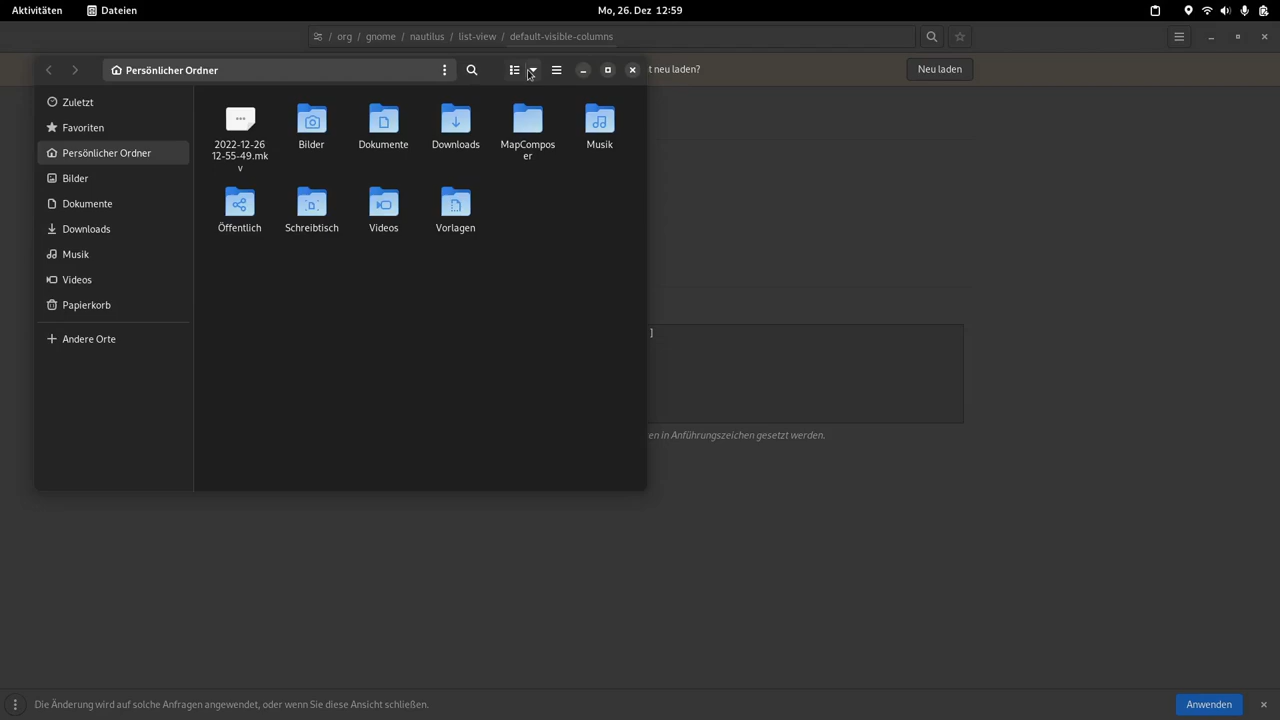 Aktivitäten
Dateien
Mo, 26. Dez 12:59
/ org / gnome / nautilus / list-view / default-visible-columns
Persönlicher Ordner
t neu laden?
Neu laden
Zuletzt
Favoriten
Persönlicher Ordner
Bilder
Dokumente
Downloads
Musik
Videos
Papierkorb
Andere Orte
2022-12-26
12-55-49.mk
v
Bilder
Dokumente
Downloads
MapCompos
er
Musik
Öffentlich
Schreibtisch
Videos
Vorlagen
]
en in Anführungszeichen gesetzt werden.
Die Änderung wird auf solche Anfragen angewendet, oder wenn Sie diese Ansicht schließen.
Anwenden